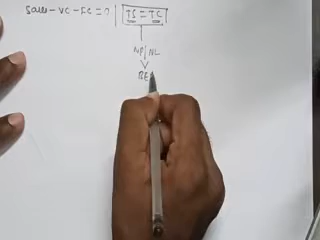 Sales - VC - FC = 0 | TS = TC
NP | NL
BE